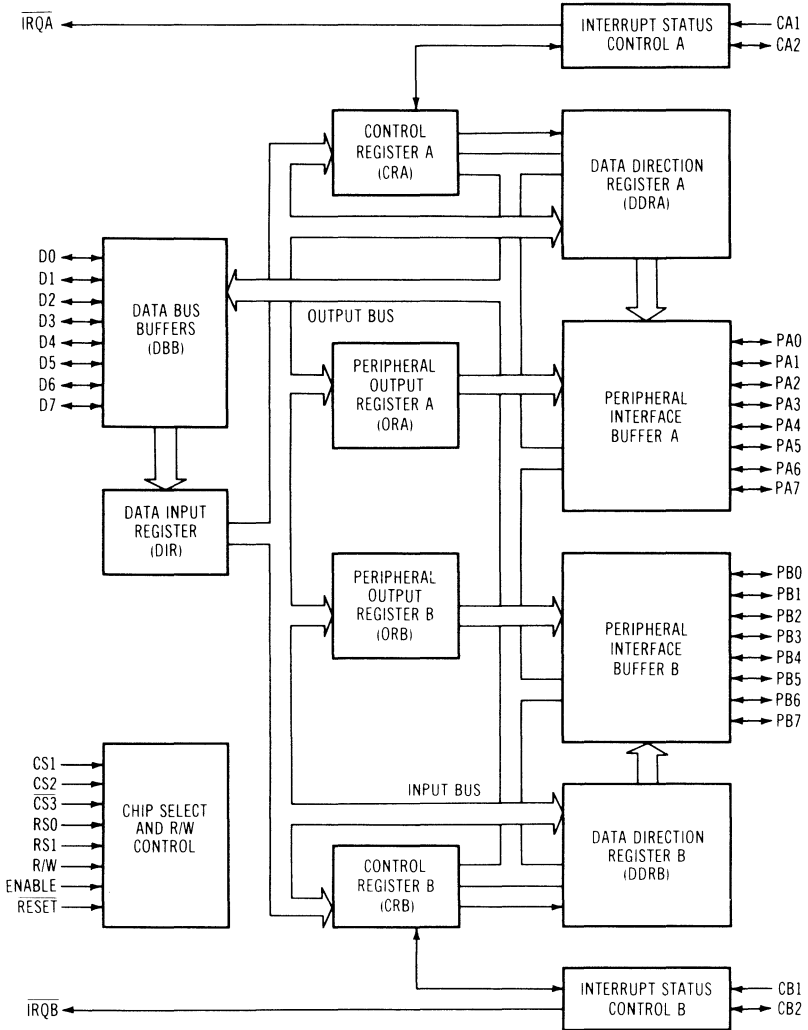 IRQA
INTERRUPT STATUS
CONTROL A
CA1
CA2
CONTROL
REGISTER A
(CRA)
DATA DIRECTION
REGISTER A
(DDRA)
D0
D1
D2
D3
D4
D5
D6
D7
DATA BUS
BUFFERS
(DBB)
OUTPUT BUS
PERIPHERAL
OUTPUT
REGISTER A
(ORA)
PERIPHERAL
INTERFACE
BUFFER A
PA0
PA1
PA2
PA3
PA4
PA5
PA6
PA7
DATA INPUT
REGISTER
(DIR)
PERIPHERAL
OUTPUT
REGISTER B
(ORB)
PERIPHERAL
INTERFACE
BUFFER B
PB0
PB1
PB2
PB3
PB4
PB5
PB6
PB7
CS1
CS2
CS3
RS0
RS1
R/W
ENABLE
RESET
CHIP SELECT
AND R/W
CONTROL
INPUT BUS
CONTROL
REGISTER B
(CRB)
DATA DIRECTION
REGISTER B
(DDRB)
IRQB
INTERRUPT STATUS
CONTROL B
CB1
CB2